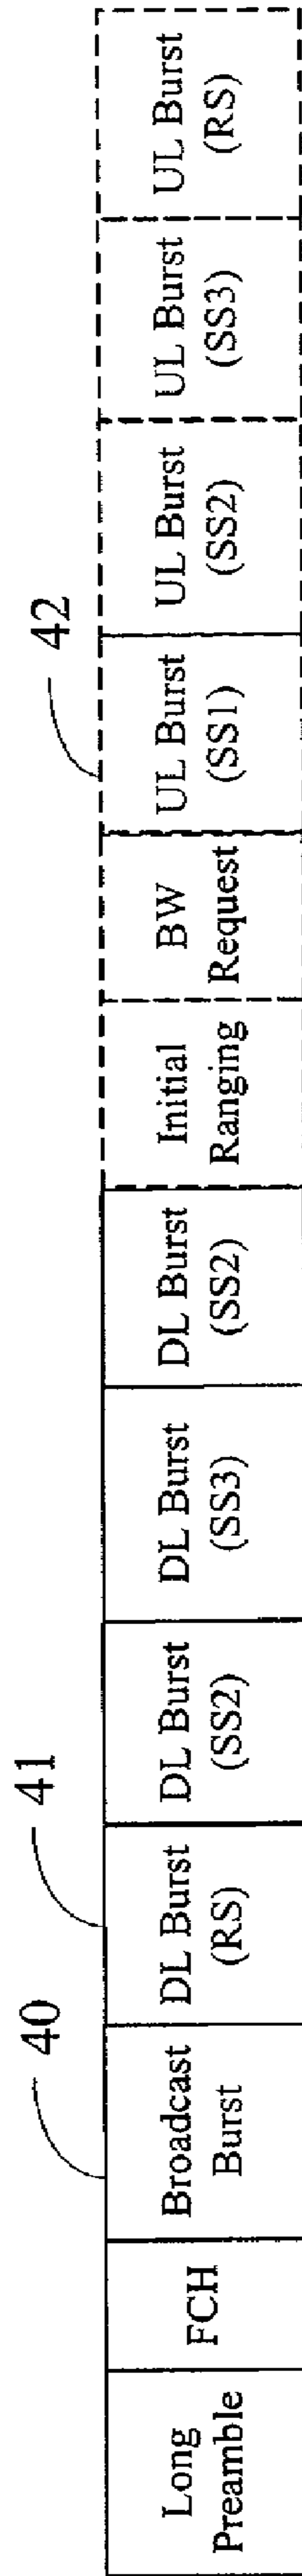 40
41
42
Long
Preamble
FCH
Broadcast
Burst
DL Burst
(RS)
DL Burst
(SS2)
DL Burst
(SS3)
DL Burst
(SS2)
Initial
Ranging
BW
Request
UL Burst
(SS1)
UL Burst
(SS2)
UL Burst
(SS3)
UL Burst
(RS)